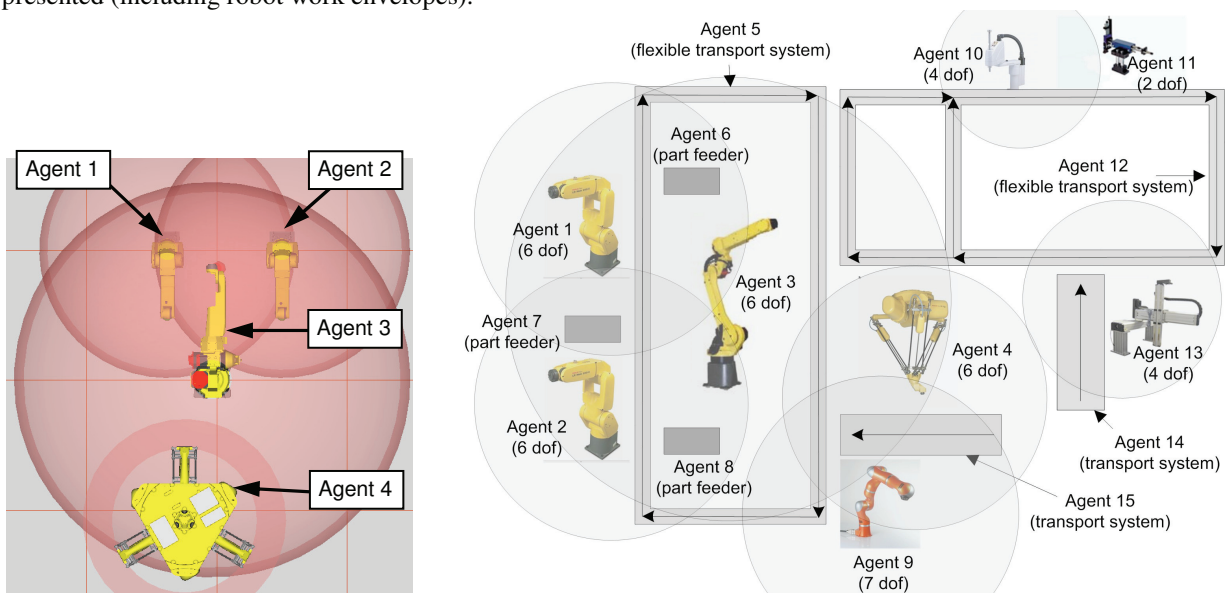 presented (including robot work envelopes).
Agent 1
Agent 2
Agent 3
Agent 4
Agent 5
(flexible transport system)
Agent 10
(4 dof)
Agent 11
(2 dof)
Agent 6
(part feeder)
Agent 12
(flexible transport system)
Agent 1
(6 dof)
Agent 3
(6 dof)
Agent 7
(part feeder)
Agent 4
(6 dof)
Agent 13
(4 dof)
Agent 2
(6 dof)
Agent 8
(part feeder)
Agent 14
(transport system)
Agent 15
(transport system)
Agent 9
(7 dof)